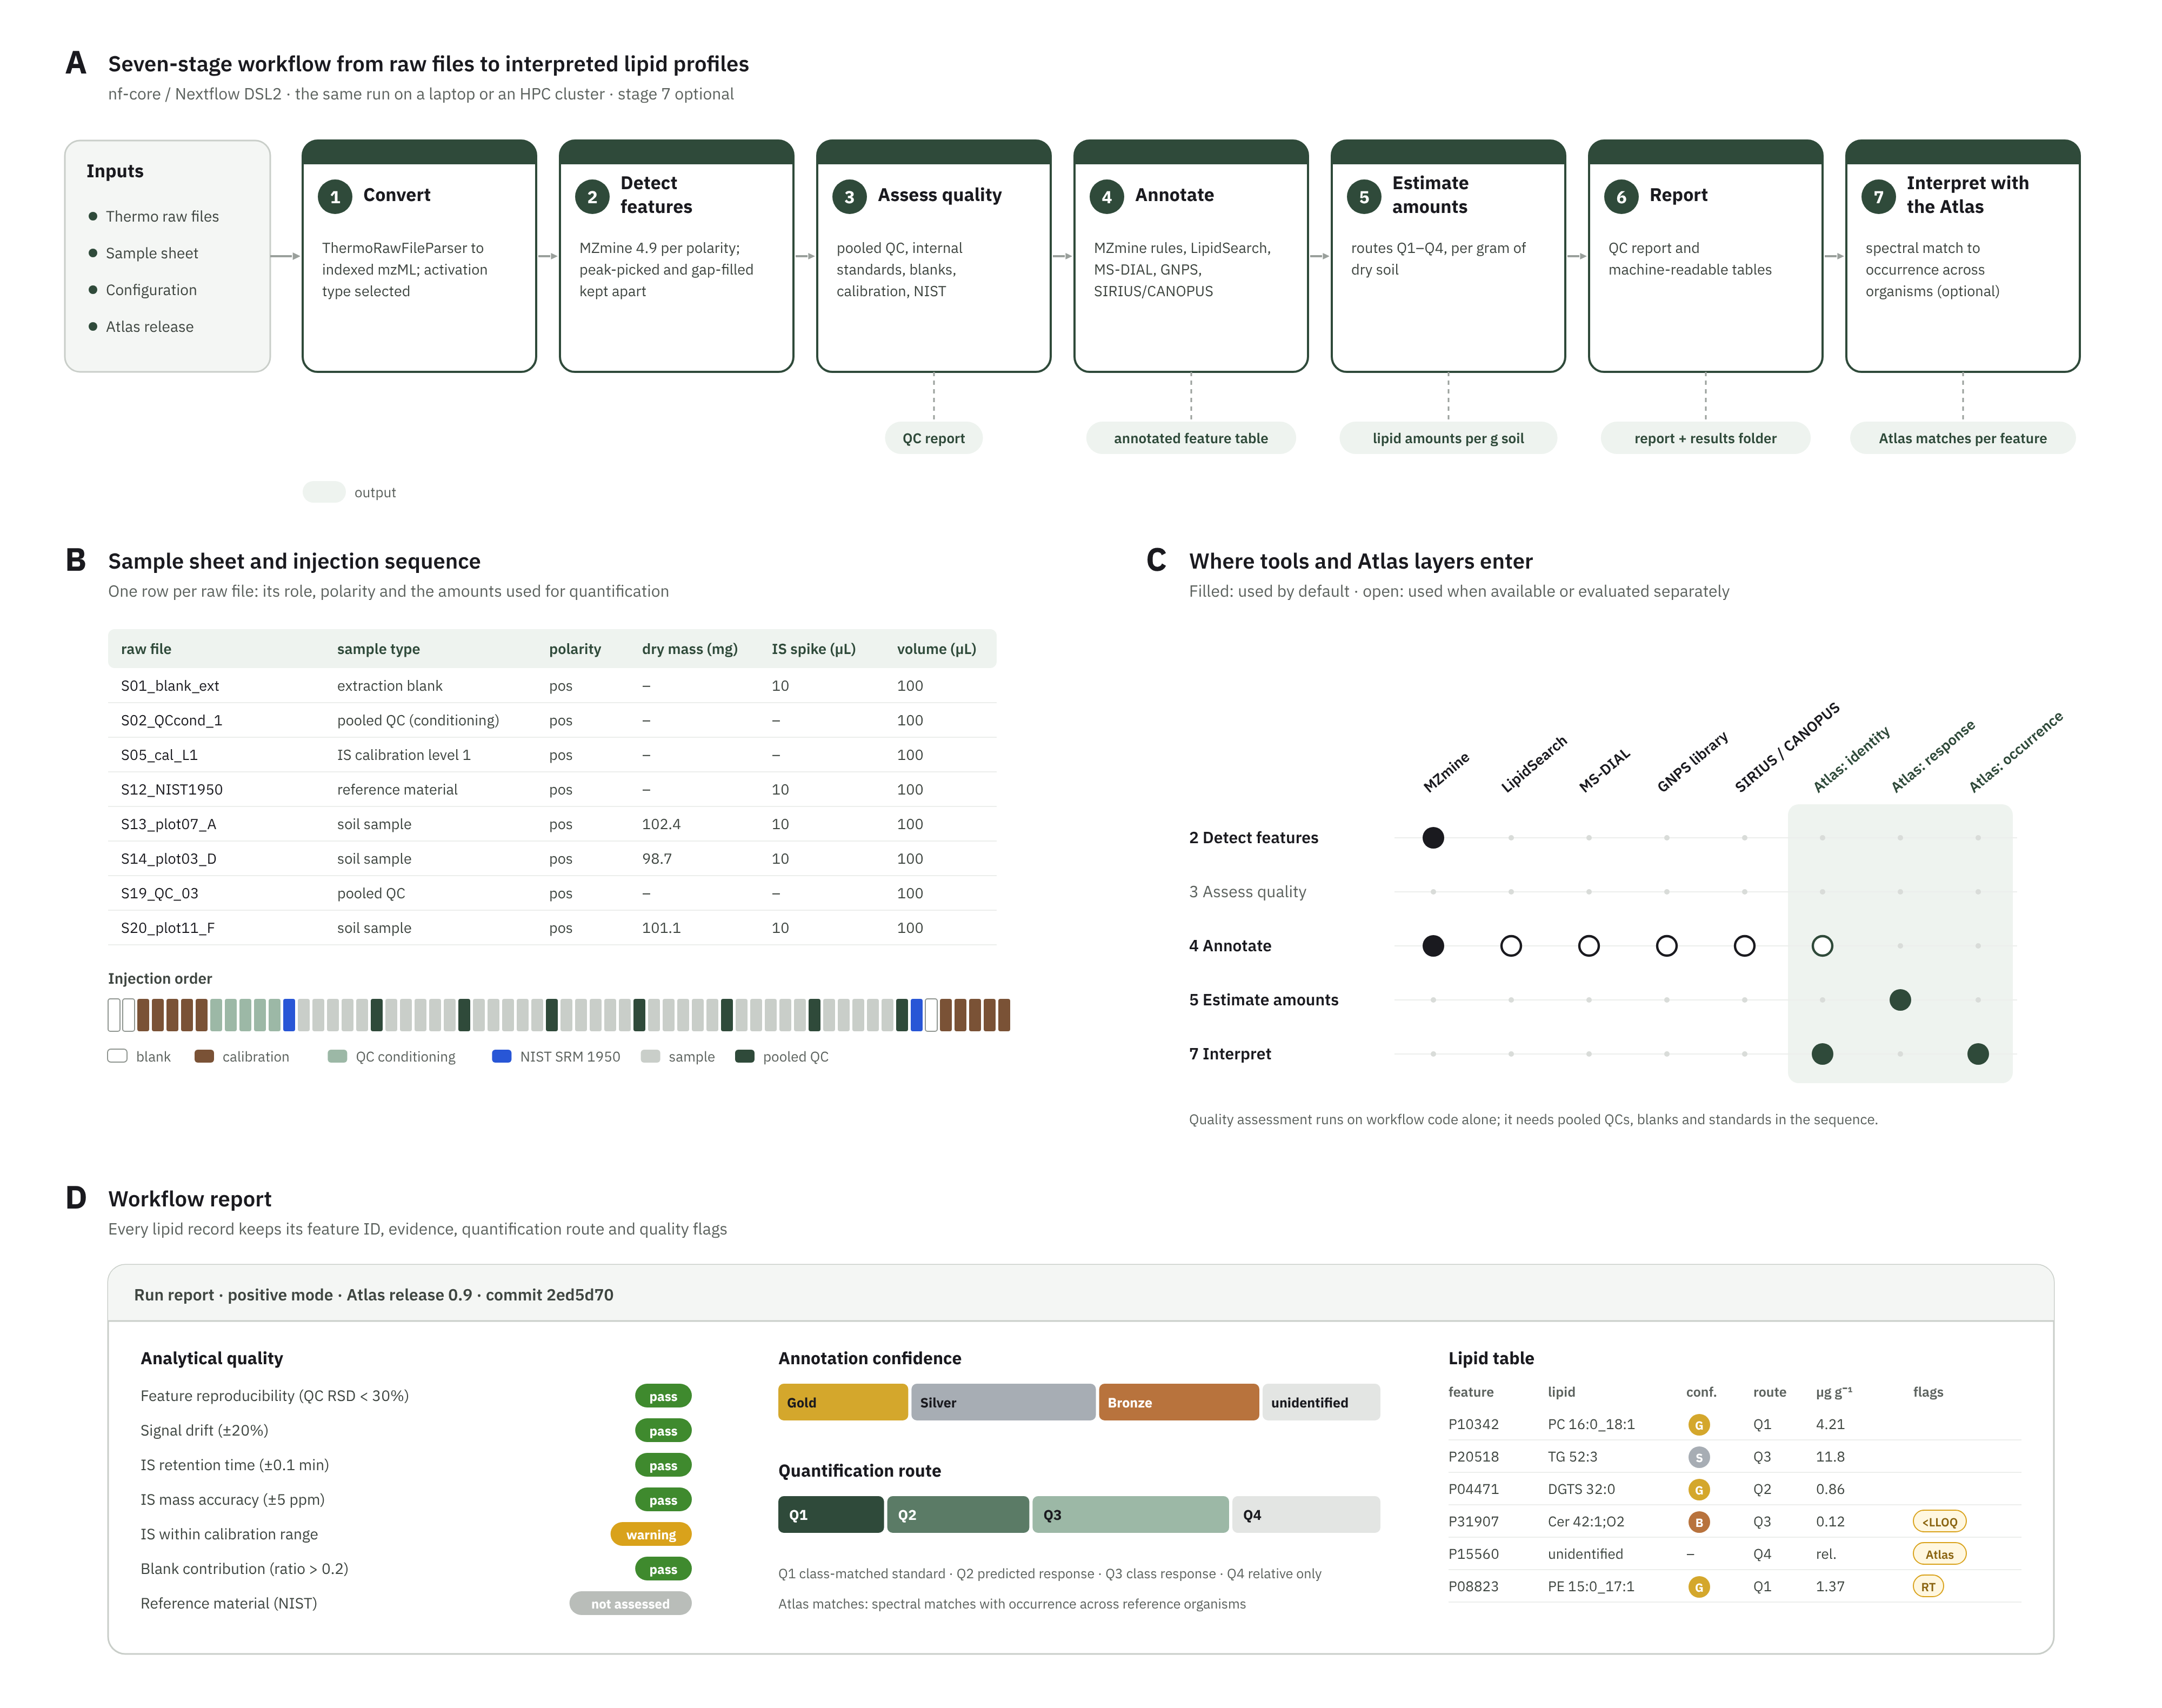 A Seven-stage workflow from raw files to interpreted lipid profiles
nf-core / Nextflow DSL2 · the same run on a laptop or an HPC cluster · stage 7 optional
Inputs
Thermo raw files
Sample sheet
Configuration
Atlas release
1 Convert
ThermoRawFileParser to
indexed mzML; activation
type selected
2 Detect
features
MZmine 4.9 per polarity;
peak-picked and gap-filled
kept apart
3 Assess quality
pooled QC, internal
standards, blanks,
calibration, NIST
4 Annotate
MZmine rules, LipidSearch,
MS-DIAL, GNPS,
SIRIUS/CANOPUS
5 Estimate
amounts
routes Q1–Q4, per gram of
dry soil
6 Report
QC report and
machine-readable tables
7 Interpret with
the Atlas
spectral match to
occurrence across
organisms (optional)
QC report
annotated feature table
lipid amounts per g soil
report + results folder
Atlas matches per feature
output
B Sample sheet and injection sequence
One row per raw file: its role, polarity and the amounts used for quantification
raw file sample type polarity dry mass (mg) IS spike (µL) volume (µL)
S01_blank_ext extraction blank pos – 10 100
S02_QCcond_1 pooled QC (conditioning) pos – – 100
S05_cal_L1 IS calibration level 1 pos – – 100
S12_NIST1950 reference material pos – 10 100
S13_plot07_A soil sample pos 102.4 10 100
S14_plot03_D soil sample pos 98.7 10 100
S19_QC_03 pooled QC pos – – 100
S20_plot11_F soil sample pos 101.1 10 100
Injection order
blank calibration QC conditioning NIST SRM 1950 sample pooled QC
C Where tools and Atlas layers enter
Filled: used by default · open: used when available or evaluated separately
MZmine
LipidSearch
MS-DIAL
GNPS library
SIRIUS / CANOPUS
Atlas: identity
Atlas: response
Atlas: occurrence
2 Detect features
3 Assess quality
4 Annotate
5 Estimate amounts
7 Interpret
Quality assessment runs on workflow code alone; it needs pooled QCs, blanks and standards in the sequence.
D Workflow report
Every lipid record keeps its feature ID, evidence, quantification route and quality flags
Run report · positive mode · Atlas release 0.9 · commit 2ed5d70
Analytical quality
Feature reproducibility (QC RSD < 30%) pass
Signal drift (±20%) pass
IS retention time (±0.1 min) pass
IS mass accuracy (±5 ppm) pass
IS within calibration range warning
Blank contribution (ratio > 0.2) pass
Reference material (NIST) not assessed
Annotation confidence
Gold Silver Bronze unidentified
Quantification route
Q1 Q2 Q3 Q4
Q1 class-matched standard · Q2 predicted response · Q3 class response · Q4 relative only
Atlas matches: spectral matches with occurrence across reference organisms
Lipid table
feature lipid conf. route µg g⁻¹ flags
P10342 PC 16:0_18:1 G Q1 4.21
P20518 TG 52:3 S Q3 11.8
P04471 DGTS 32:0 G Q2 0.86
P31907 Cer 42:1;O2 B Q3 0.12 <LLOQ
P15560 unidentified – Q4 rel. Atlas
P08823 PE 15:0_17:1 G Q1 1.37 RT